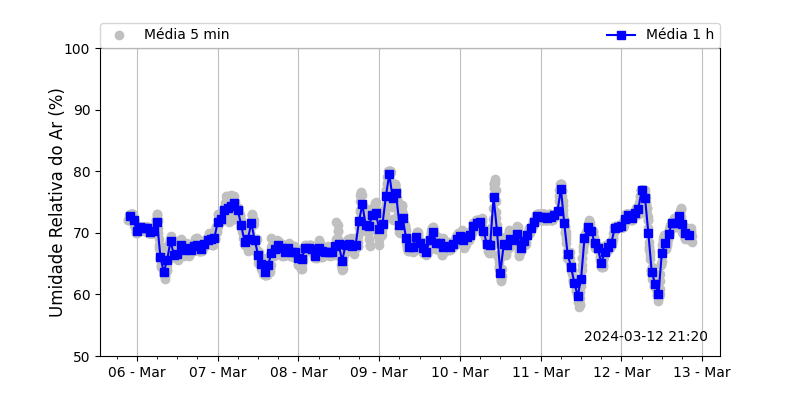 Média 5 min
Média 1 h
Umidade Relativa do Ar (%)
100
90
80
70
60
50
2024-03-12 21:20
06 - Mar
07 - Mar
08 - Mar
09 - Mar
10 - Mar
11 - Mar
12 - Mar
13 - Mar